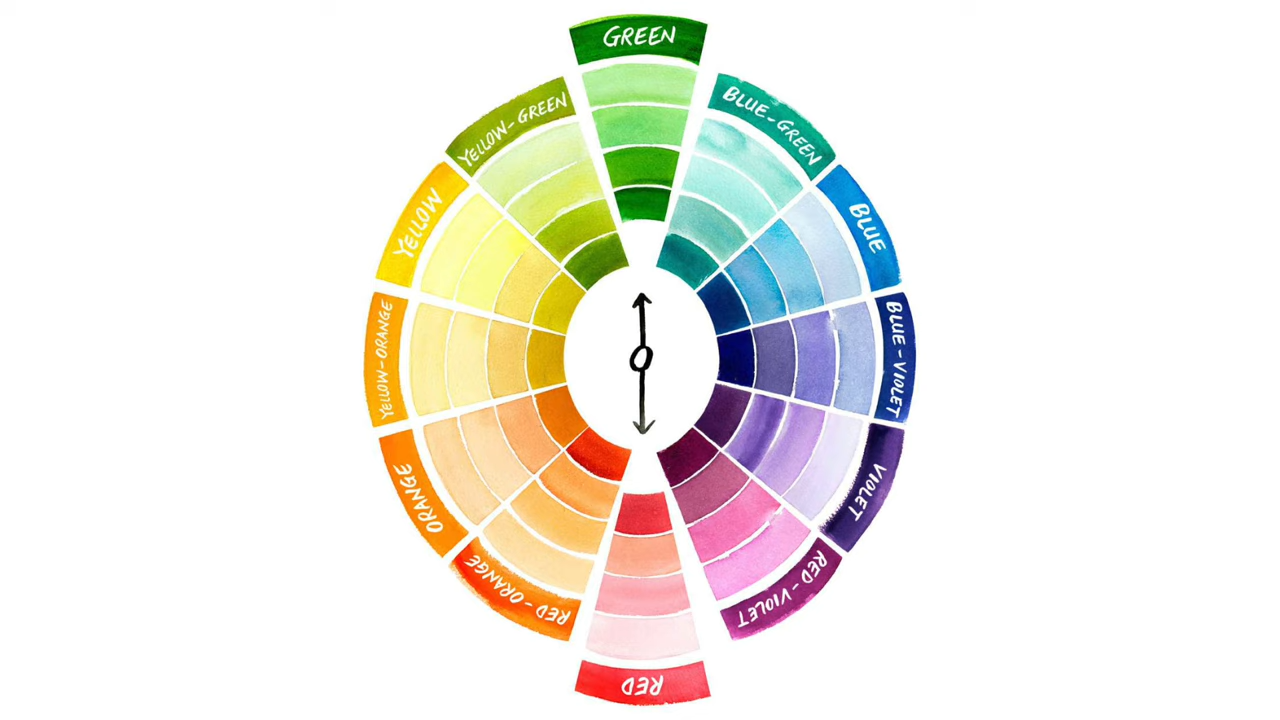 GREEN
BLUE-GREEN
BLUE
BLUE-VIOLET
VIOLET
RED-VIOLET
RED
RED-ORANGE
ORANGE
YELLOW-ORANGE
YELLOW
YELLOW-GREEN